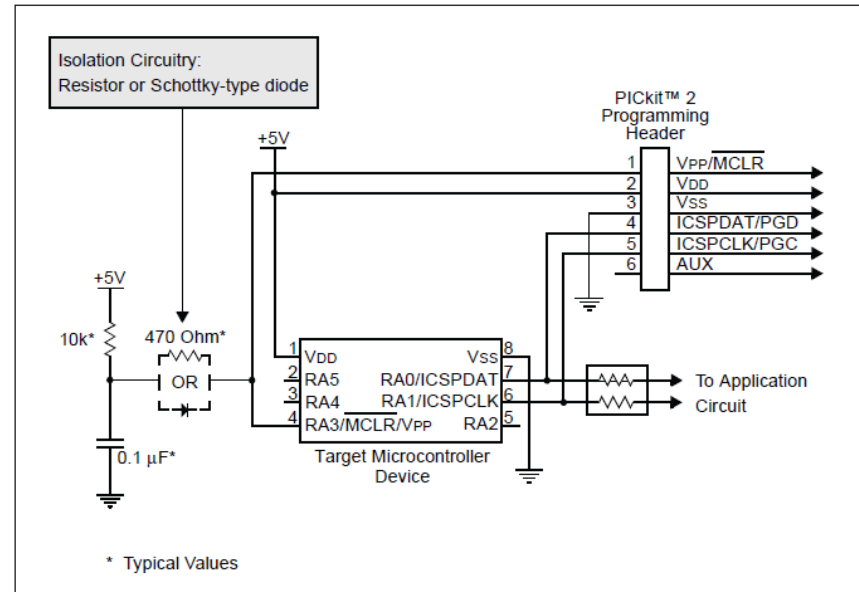 Isolation Circuitry:
Resistor or Schottky-type diode
PICkit™ 2
Programming
Header
+5V
1 VPP/MCLR
2 VDD
3 VSS
4 ICSPDAT/PGD
5 ICSPCLK/PGC
6 AUX
+5V
10k*
470 Ohm*
OR
0.1 µF*
1 VDD
2 RA5
3 RA4
4 RA3/MCLR/VPP
VSS 8
RA0/ICSPDAT 7
RA1/ICSPCLK 6
RA2 5
Target Microcontroller
Device
To Application
Circuit
* Typical Values